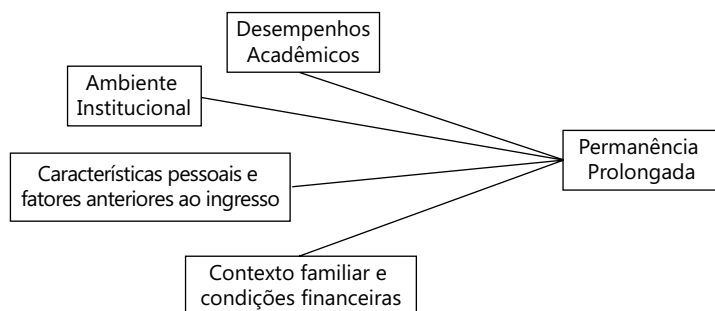 Desempenhos
Acadêmicos
Ambiente
Institucional
Permanência
Prolongada
Características pessoais e
fatores anteriores ao ingresso
Contexto familiar e
condições financeiras